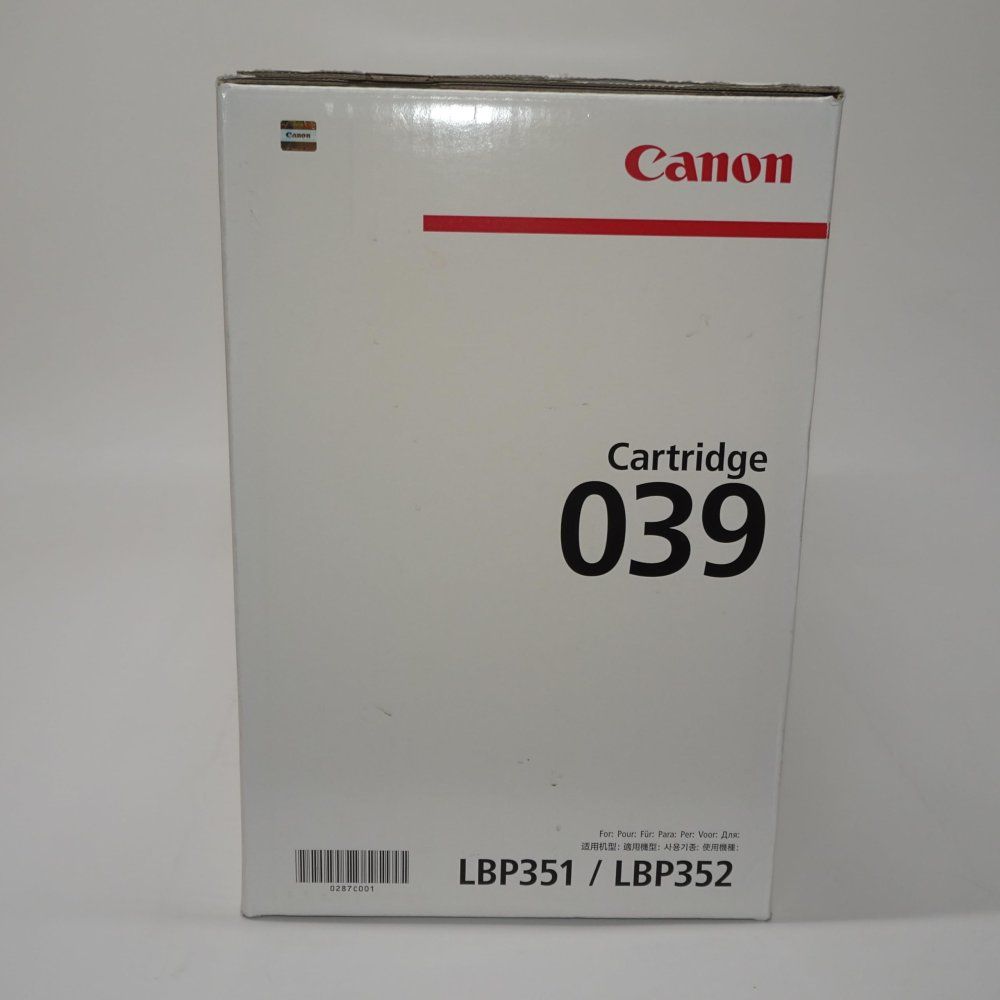 Canon
Canon
Cartridge
039
For: Pour: Für: Para: Per: Voor: Для:
适用机型: 適用機型: 사용기종: 使用機種:
LBP351 / LBP352
0287C001